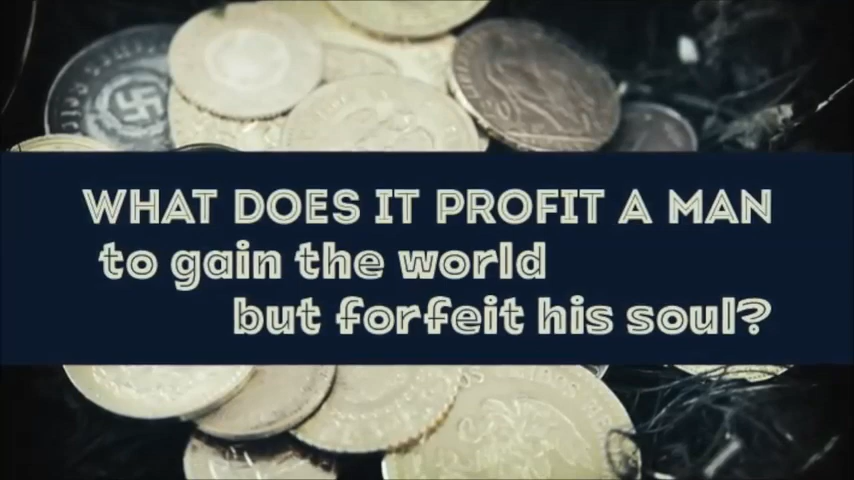 WHAT DOES IT PROFIT A MAN
to gain the world
but forfeit his soul?